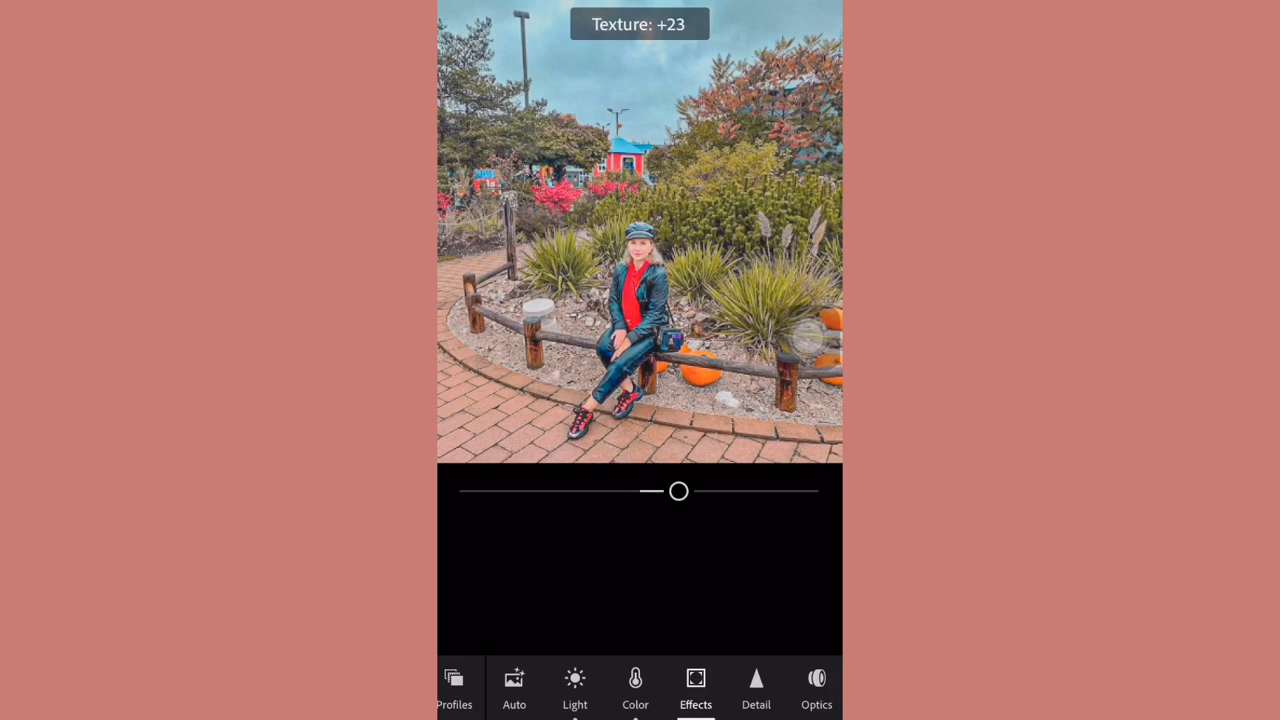 Texture: +23
Profiles
Auto
Light
Color
Effects
Detail
Optics